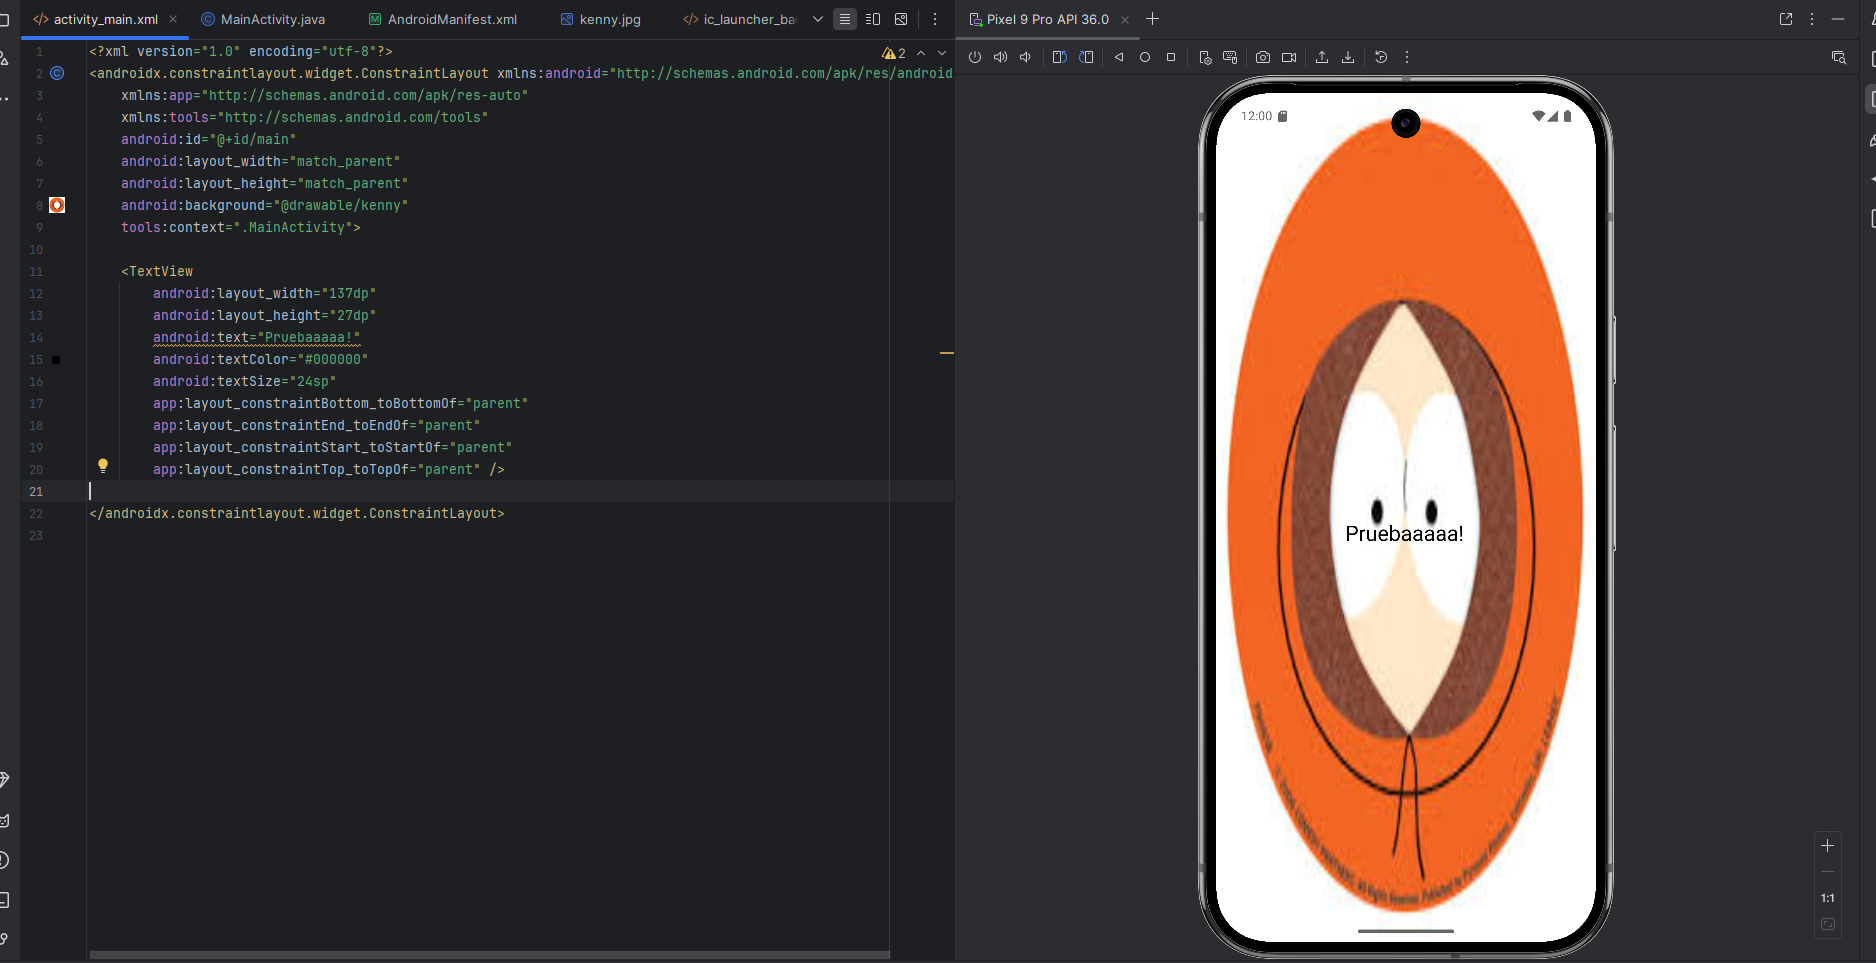 activity_main.xml
MainActivity.java
AndroidManifest.xml
kenny.jpg
ic_launcher_ba
Pixel 9 Pro API 36.0
2
1 <?xml version="1.0" encoding="utf-8"?>
2 <androidx.constraintlayout.widget.ConstraintLayout xmlns:android="http://schemas.android.com/apk/res/android
3 xmlns:app="http://schemas.android.com/apk/res-auto"
4 xmlns:tools="http://schemas.android.com/tools"
5 android:id="@+id/main"
6 android:layout_width="match_parent"
7 android:layout_height="match_parent"
8 android:background="@drawable/kenny"
9 tools:context=".MainActivity">
10
11 <TextView
12 android:layout_width="137dp"
13 android:layout_height="27dp"
14 android:text="Pruebaaaaa!"
15 android:textColor="#000000"
16 android:textSize="24sp"
17 app:layout_constraintBottom_toBottomOf="parent"
18 app:layout_constraintEnd_toEndOf="parent"
19 app:layout_constraintStart_toStartOf="parent"
20 app:layout_constraintTop_toTopOf="parent" />
21
22 </androidx.constraintlayout.widget.ConstraintLayout>
23
12:00
Pruebaaaaa!
1:1